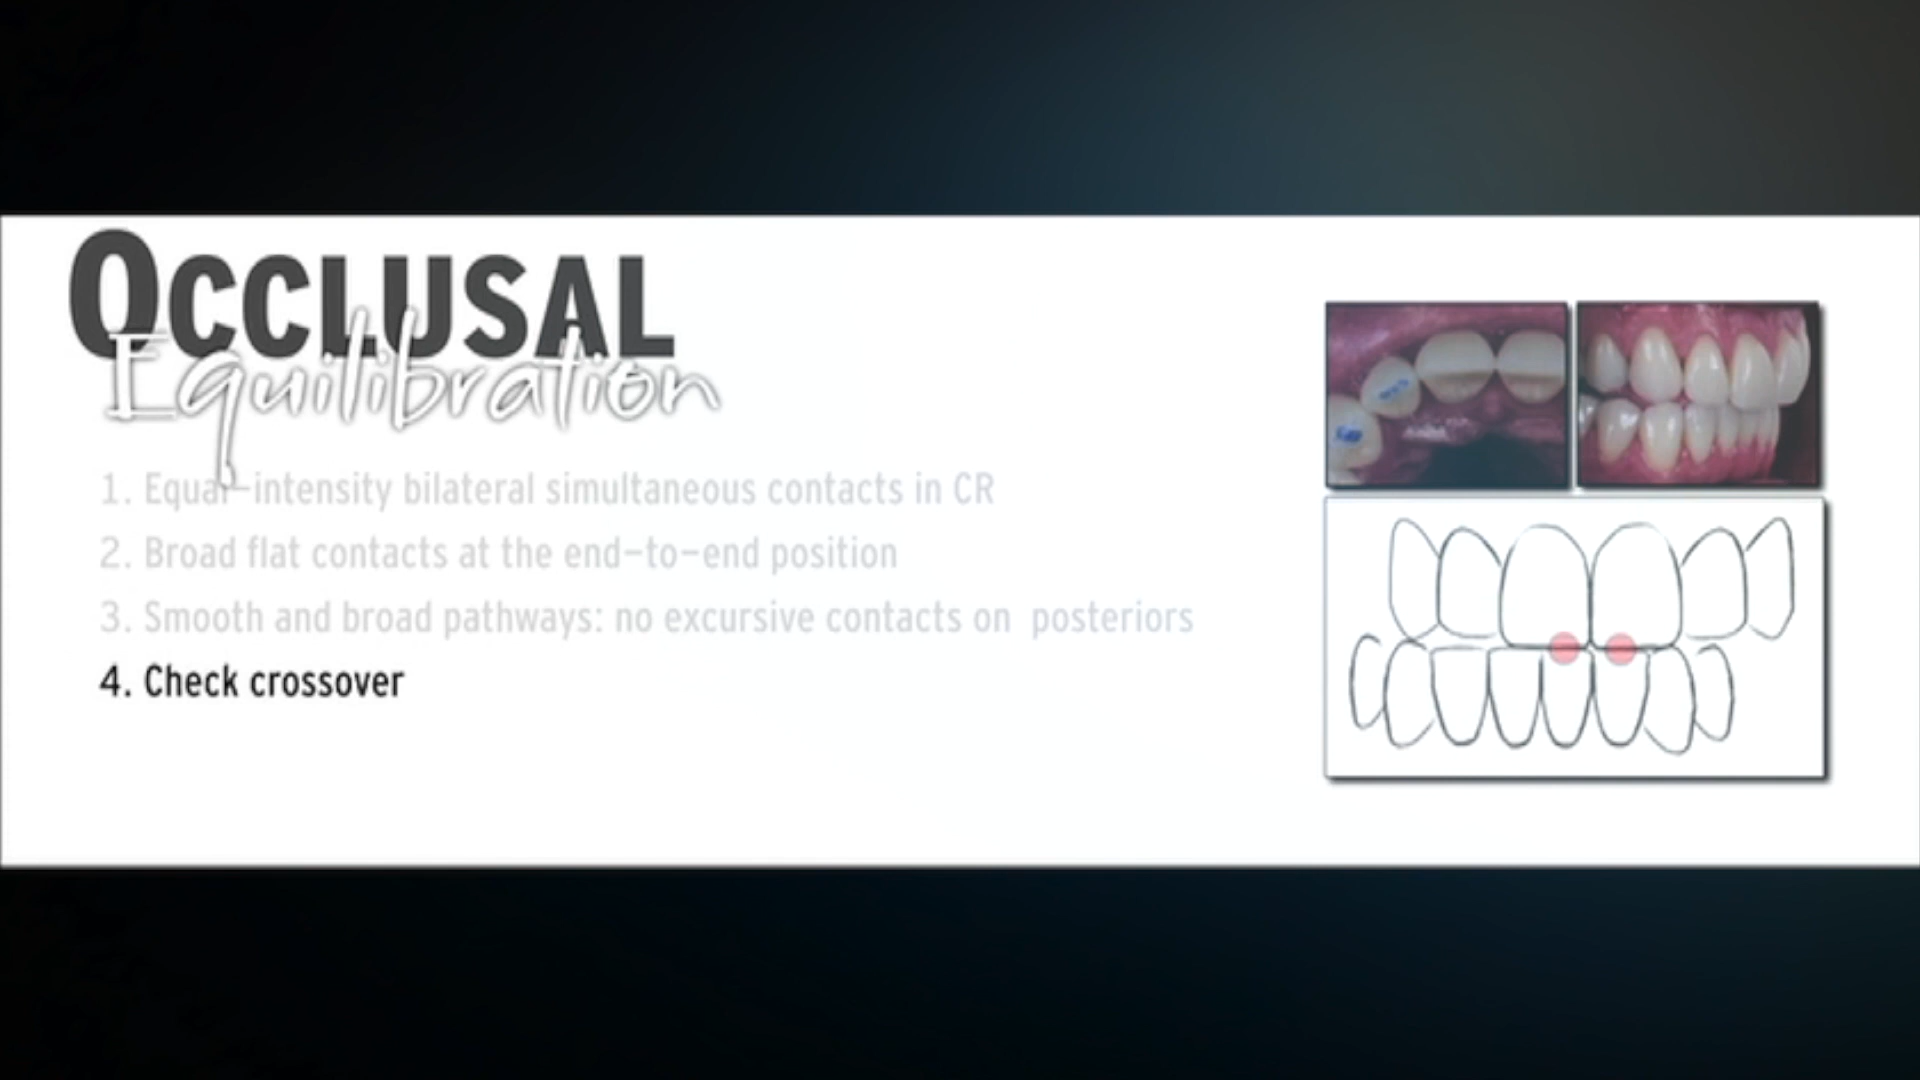 OCCLUSAL
Equilibration
1. Equal-intensity bilateral simultaneous contacts in CR
2. Broad flat contacts at the end-to-end position
3. Smooth and broad pathways: no excursive contacts on posteriors
4. Check crossover